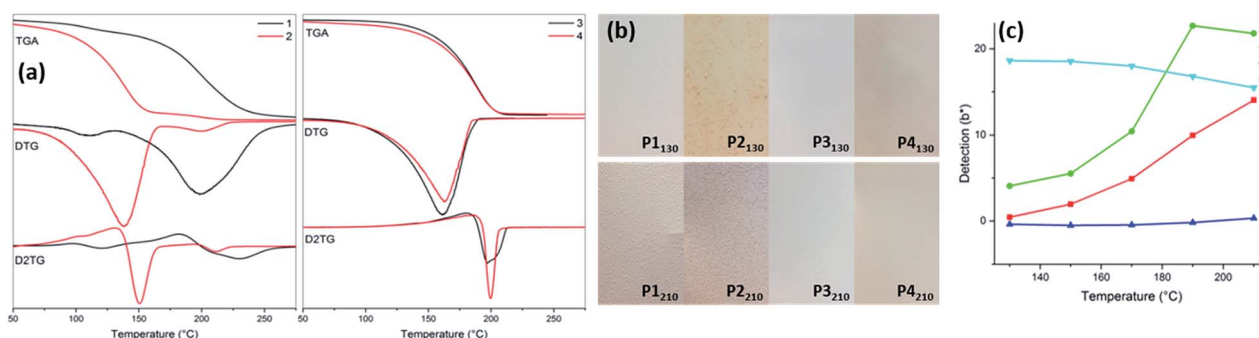 (a)
TGA
DTG
D2TG
1
2
50 100 150 200 250
Temperature (°C)
TGA
DTG
D2TG
3
4
50 100 150 200 250
Temperature (°C)
(b)
P1130 P2130 P3130 P4130
P1210 P2210 P3210 P4210
(c)
Detection (b*)
20
10
0
140 160 180 200
Temperature (°C)